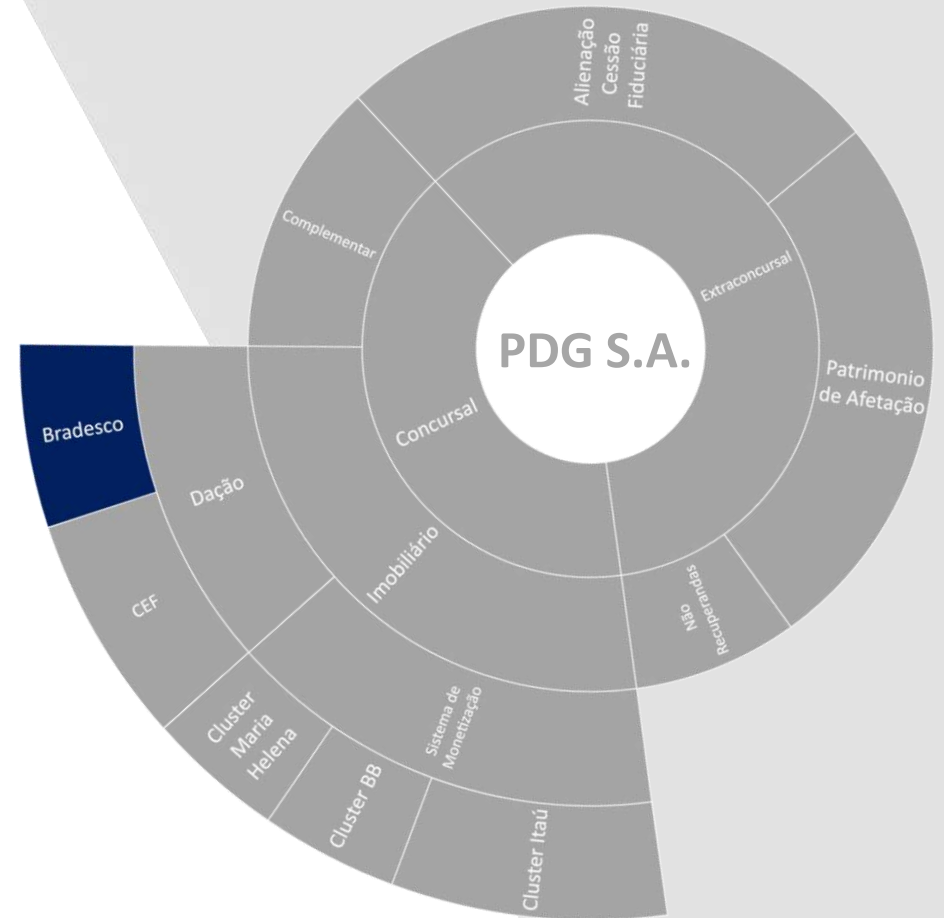 Alienação
Cessão
Fiduciária
Complementar
Extraconcursal
PDG S.A.
Patrimonio
de Afetação
Concursal
Bradesco
Dação
Imobiliário
CEF
Não
Recuperandas
Sistema de
Monetização
Cluster
Maria
Helena
Cluster BB
Cluster Itaú